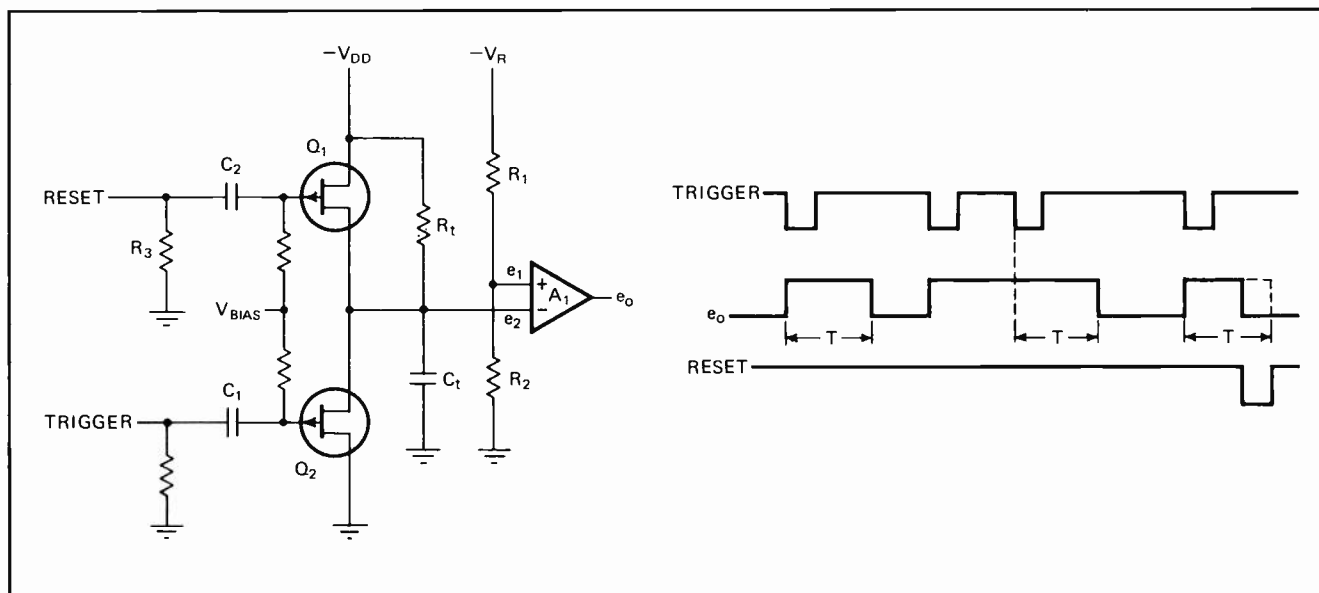 −V_DD
−V_R
Q₁
C₂
R₁
RESET
R_t
R₃
e₁
+
A₁
e_o
V_BIAS
−
e₂
C_t
R₂
C₁
TRIGGER
Q₂
TRIGGER
e_o
T
T
T
RESET